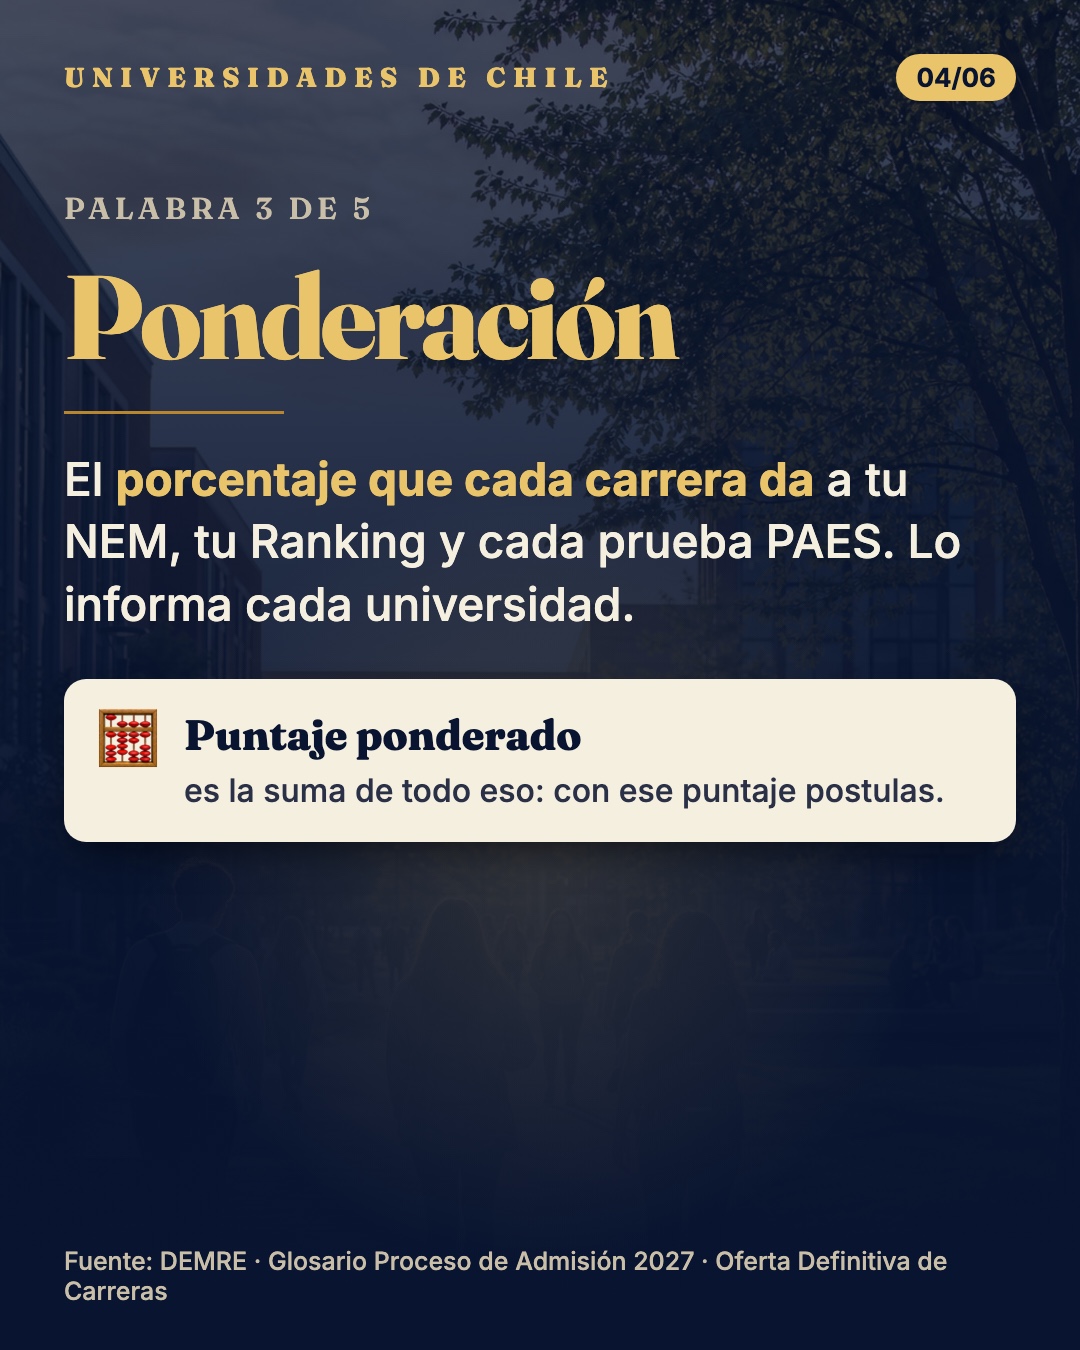 UNIVERSIDADES DE CHILE
04/06
PALABRA 3 DE 5
Ponderación
El porcentaje que cada carrera da a tu
NEM, tu Ranking y cada prueba PAES. Lo
informa cada universidad.
Puntaje ponderado
es la suma de todo eso: con ese puntaje postulas.
Fuente: DEMRE · Glosario Proceso de Admisión 2027 · Oferta Definitiva de
Carreras